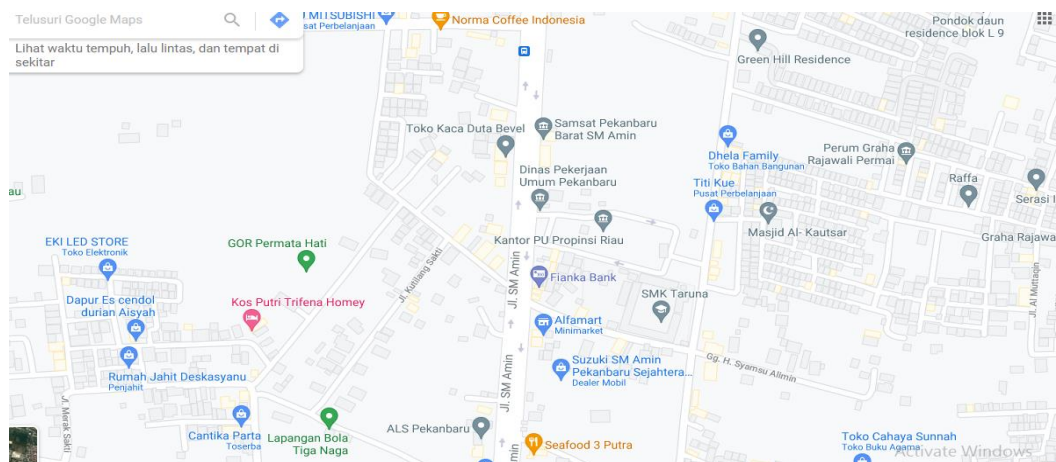 Telusuri Google Maps
Lihat waktu tempuh, lalu lintas, dan tempat di
sekitar
MITSUBISHI
Pusat Perbelanjaan
Norma Coffee Indonesia
Pondok daun
residence blok L 9
Green Hill Residence
Toko Kaca Duta Bevel
Samsat Pekanbaru
Barat SM Amin
Dhela Family
Toko Bahan Bangunan
Perum Graha
Rajawali Permai
Dinas Pekerjaan
Umum Pekanbaru
Titi Kue
Pusat Perbelanjaan
Raffa
Serasi
au
Masjid Al- Kautsar
Kantor PU Propinsi Riau
Graha Rajawa
EKI LED STORE
Toko Elektronik
GOR Permata Hati
Jl. Kutilang Sakti
Jl. SM Amin
Fianka Bank
SMK Taruna
Jl. Al Muttaqin
Dapur Es cendol
durian Aisyah
Kos Putri Trifena Homey
Alfamart
Minimarket
Gg. H. Syamsu Alimin
Suzuki SM Amin
Pekanbaru Sejahtera...
Dealer Mobil
Rumah Jahit Deskasyanu
Penjahit
Jl. SM Amin
Jl. Merak Sakti
Cantika Parta
Toserba
Lapangan Bola
Tiga Naga
ALS Pekanbaru
Seafood 3 Putra
min
Toko Cahaya Sunnah
Toko Buku Agama
Activate Windows